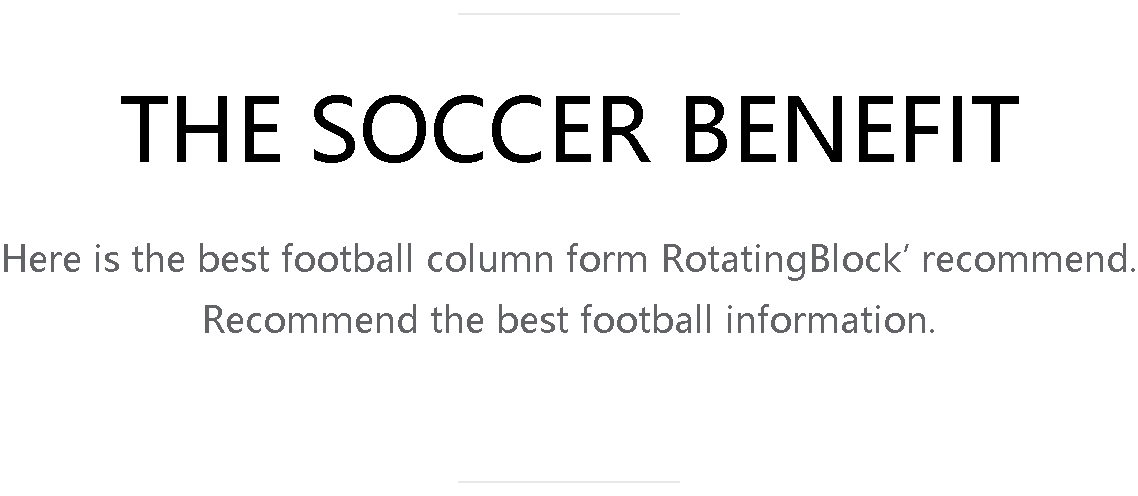 THE SOCCER BENEFIT
Here is the best football column form RotatingBlock’ recommend.
Recommend the best football information.